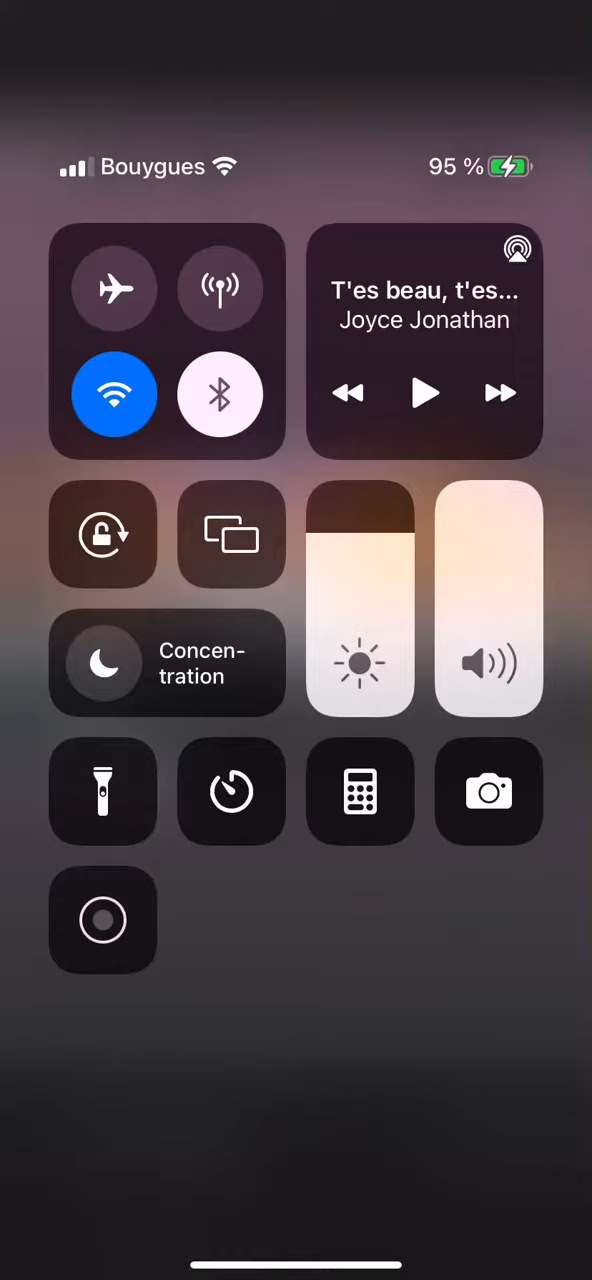 Bouygues 95 %
T'es beau, t'es...
Joyce Jonathan
Concen-
tration